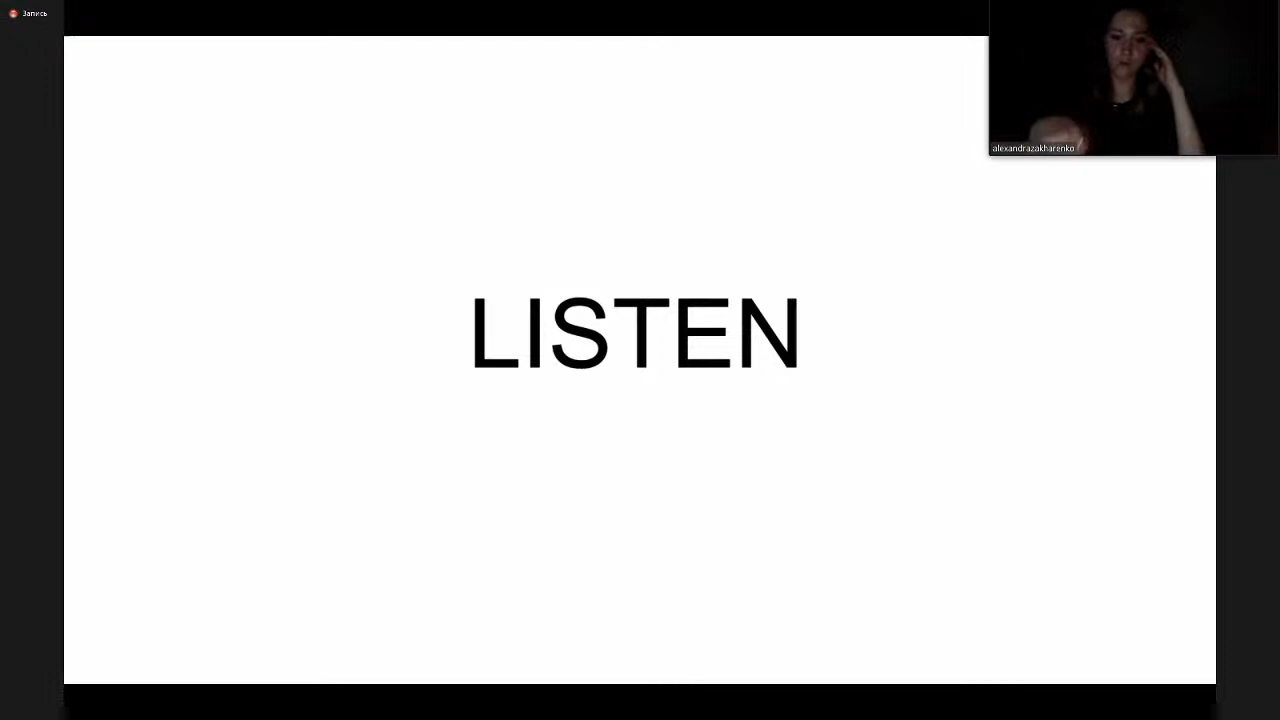 Запись
alexandrazakharenko
LISTEN